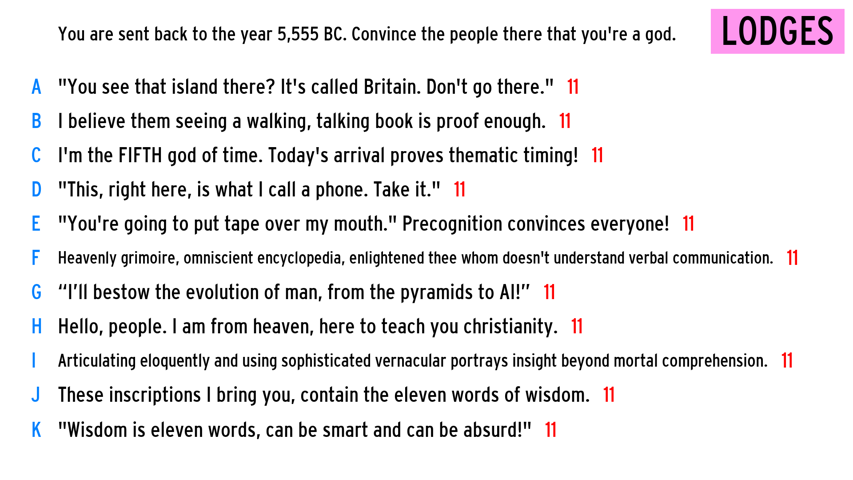 You are sent back to the year 5,555 BC. Convince the people there that you're a god.
LODGES
A "You see that island there? It's called Britain. Don't go there." 11
B I believe them seeing a walking, talking book is proof enough. 11
C I'm the FIFTH god of time. Today's arrival proves thematic timing! 11
D "This, right here, is what I call a phone. Take it." 11
E "You're going to put tape over my mouth." Precognition convinces everyone! 11
F Heavenly grimoire, omniscient encyclopedia, enlightened thee whom doesn't understand verbal communication. 11
G “I’ll bestow the evolution of man, from the pyramids to AI!” 11
H Hello, people. I am from heaven, here to teach you christianity. 11
I Articulating eloquently and using sophisticated vernacular portrays insight beyond mortal comprehension. 11
J These inscriptions I bring you, contain the eleven words of wisdom. 11
K "Wisdom is eleven words, can be smart and can be absurd!" 11